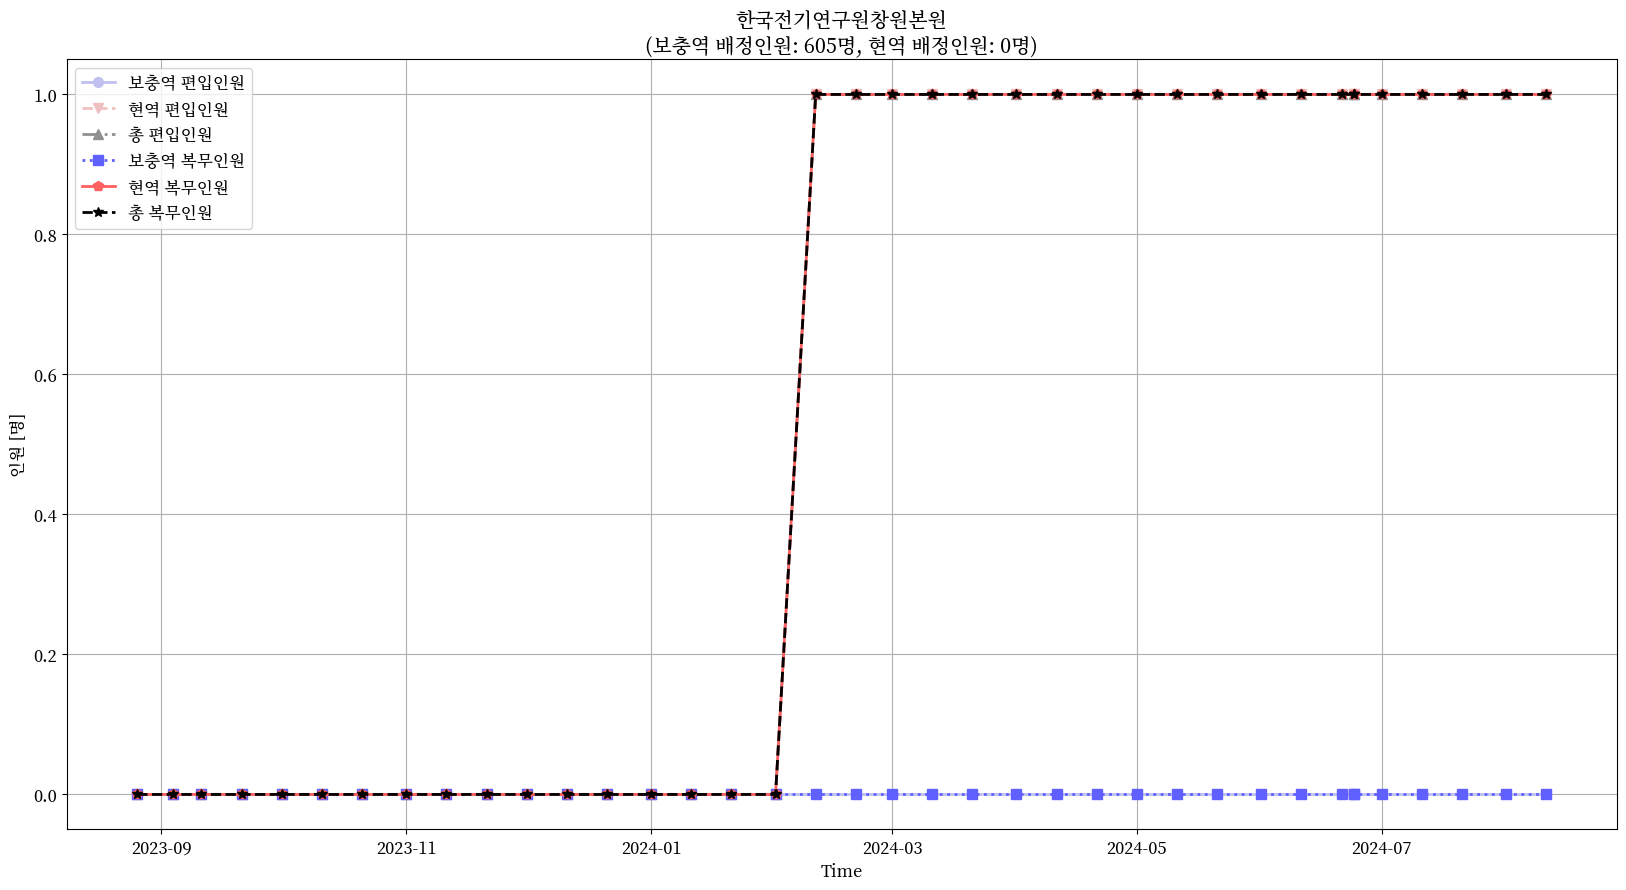 한국전기연구원창원본원
(보충역 배정인원: 605명, 현역 배정인원: 0명)
보충역 편입인원
현역 편입인원
총 편입인원
보충역 복무인원
현역 복무인원
총 복무인원
인원 [명]
1.0
0.8
0.6
0.4
0.2
0.0
2023-09
2023-11
2024-01
2024-03
2024-05
2024-07
Time